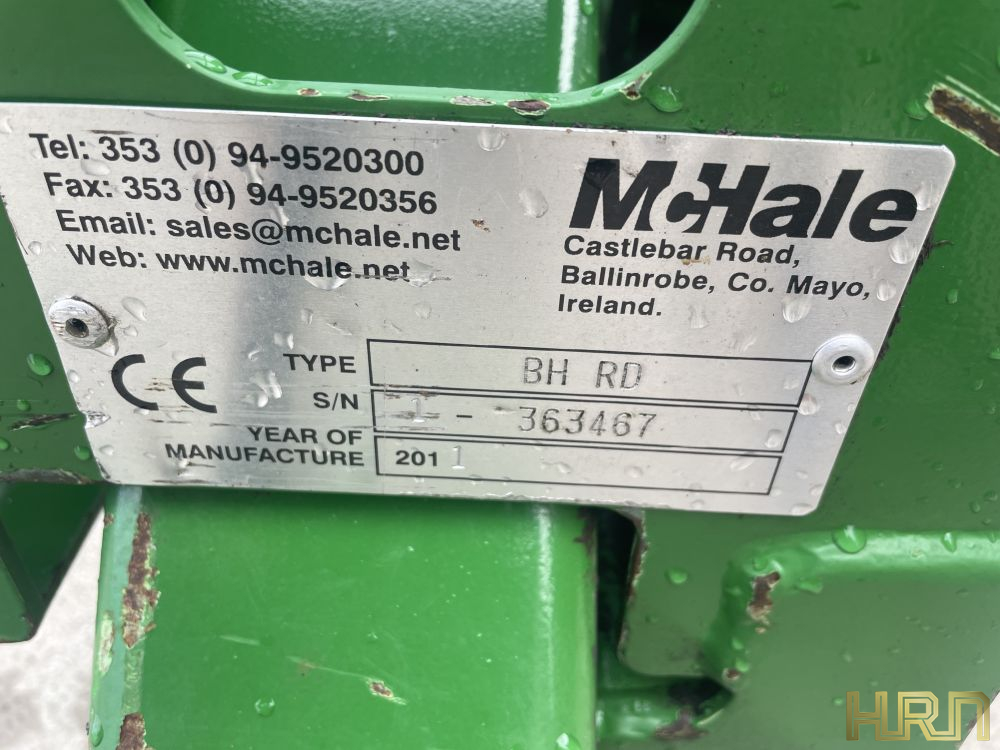 Tel: 353 (0) 94-9520300
Fax: 353 (0) 94-9520356
Email: sales@mchale.net
Web: www.mchale.net
McHale
Castlebar Road,
Ballinrobe, Co. Mayo,
Ireland.
CE
TYPE BH RD
S/N 1 - 363467
YEAR OF
MANUFACTURE 2011
HRN